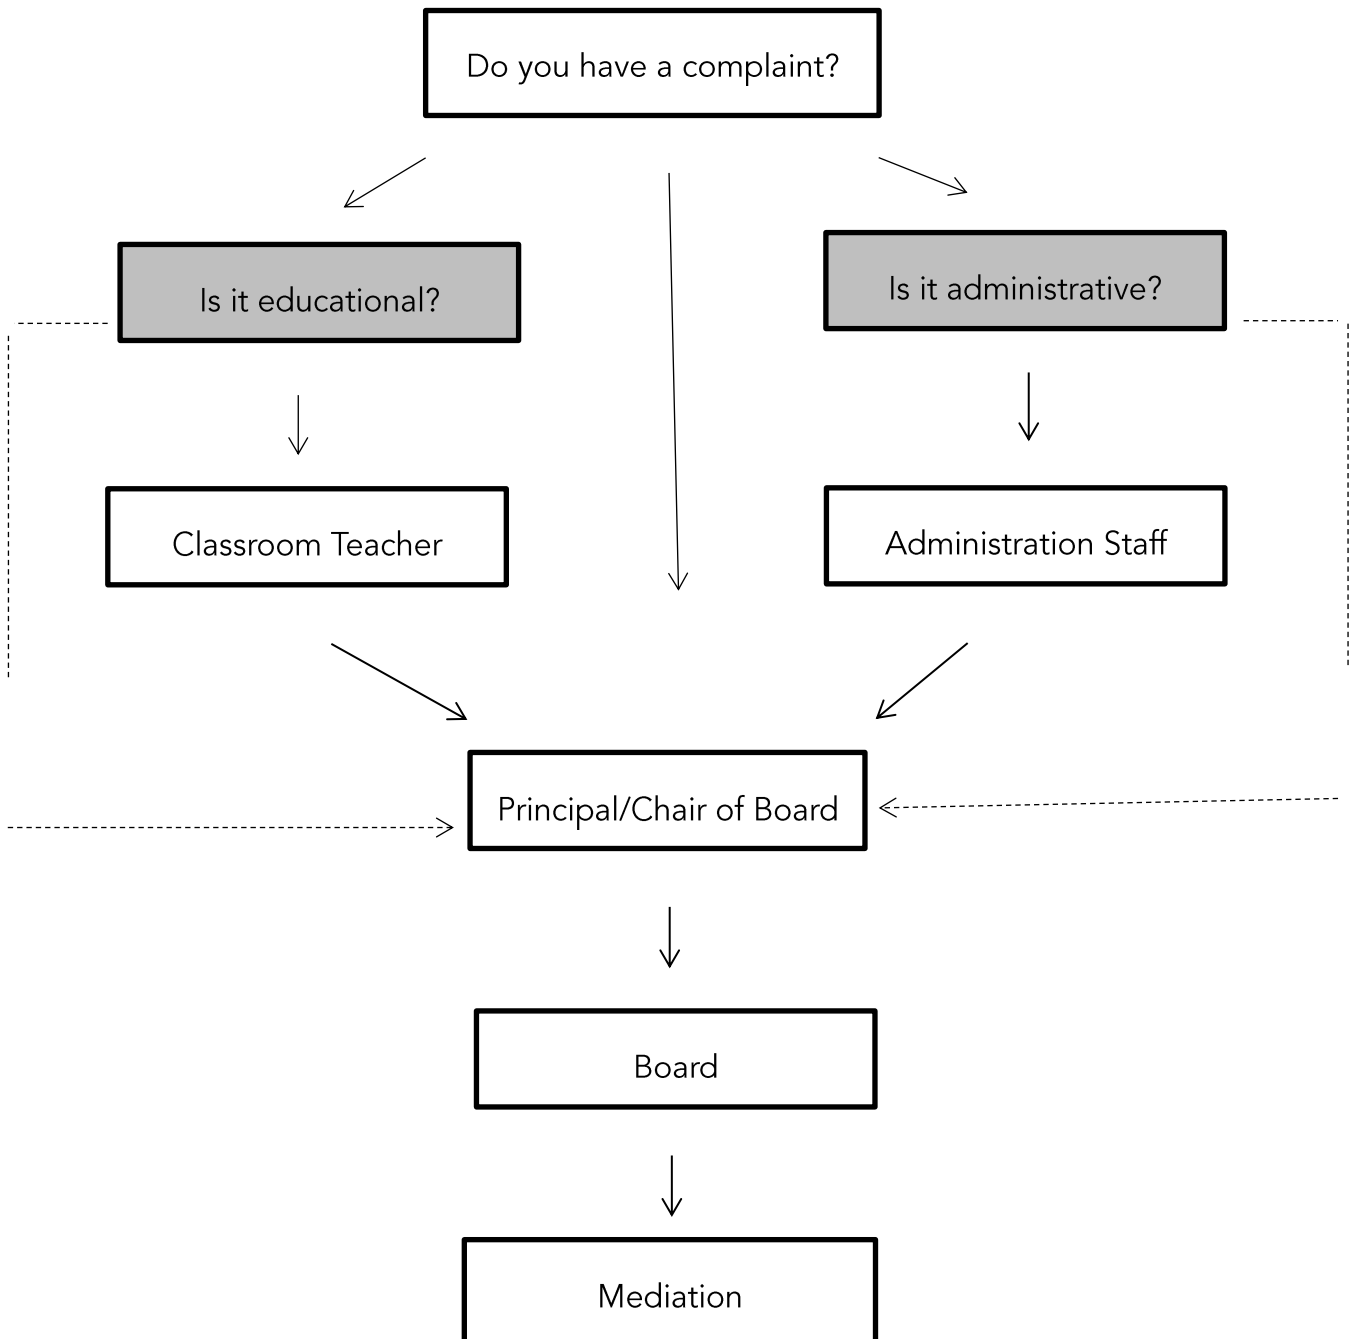 Do you have a complaint?
Is it educational?
Is it administrative?
Classroom Teacher
Administration Staff
Principal/Chair of Board
Board
Mediation